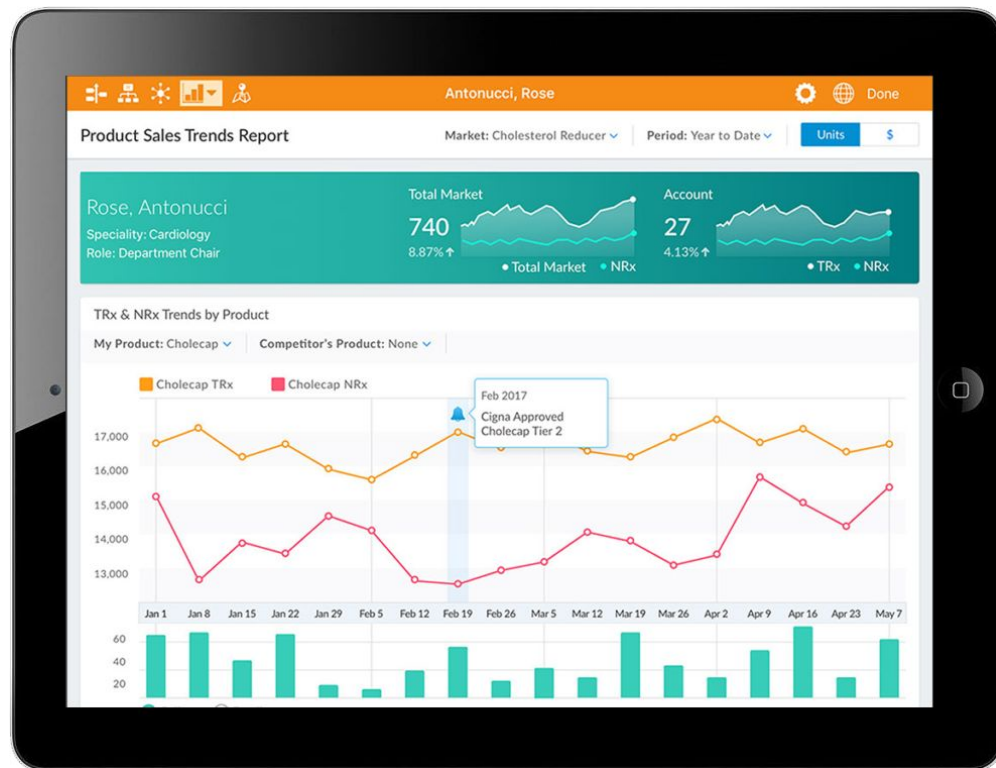 Antonucci, Rose
Done
Product Sales Trends Report
Market: Cholesterol Reducer
Period: Year to Date
Units
$
Rose, Antonucci
Speciality: Cardiology
Role: Department Chair
Total Market
740
8.87%↑
Total Market
NRx
Account
27
4.13%↑
TRx
NRx
TRx & NRx Trends by Product
My Product: Cholecap
Competitor's Product: None
Cholecap TRx
Cholecap NRx
Feb 2017
Cigna Approved
Cholecap Tier 2
17,000
16,000
15,000
14,000
13,000
Jan 1 Jan 8 Jan 15 Jan 22 Jan 29 Feb 5 Feb 12 Feb 19 Feb 26 Mar 5 Mar 12 Mar 19 Mar 26 Apr 2 Apr 9 Apr 16 Apr 23 May 7
60
40
20